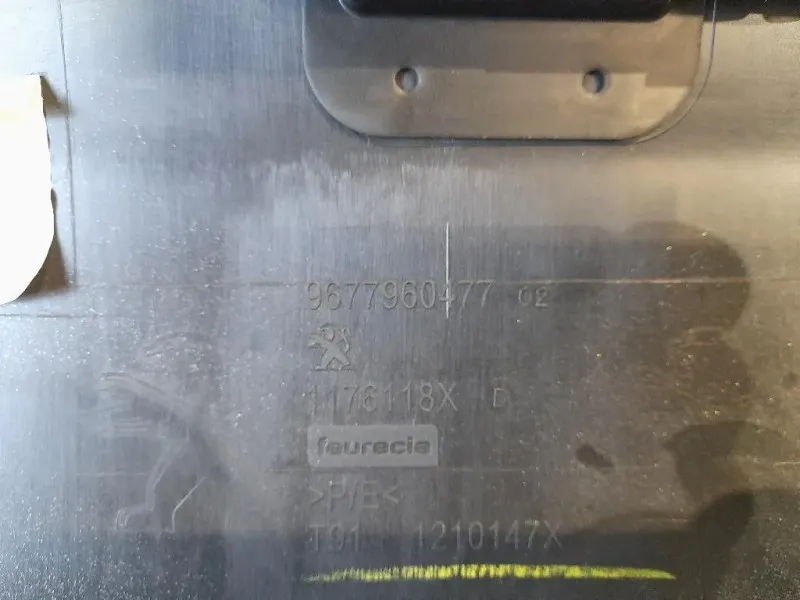 9677960477 02
1176118X D
faurecia
>P/E<
T01 1210147X